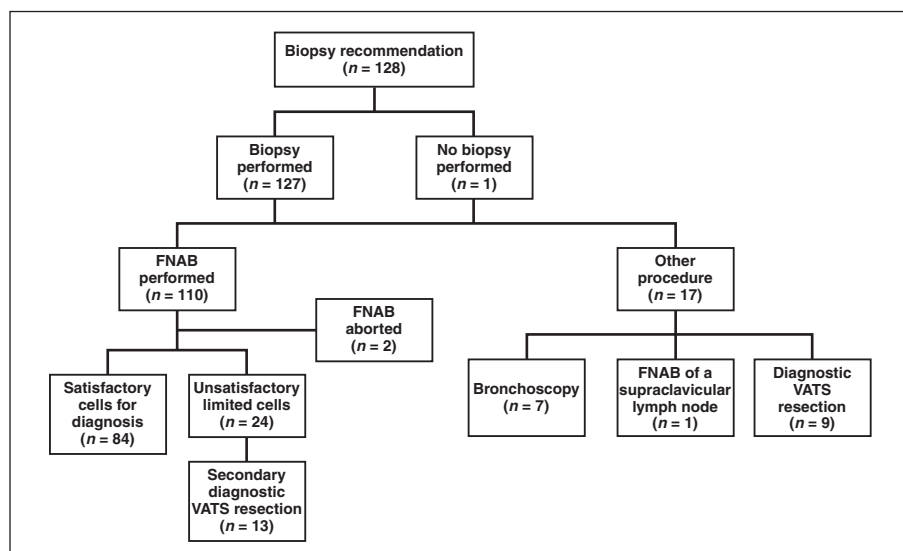 Biopsy recommendation
(n = 128)
Biopsy
performed
(n = 127)
No biopsy
performed
(n = 1)
FNAB
performed
(n = 110)
Other
procedure
(n = 17)
FNAB
aborted
(n = 2)
Satisfactory
cells for
diagnosis
(n = 84)
Unsatisfactory
limited cells
(n = 24)
Bronchoscopy
(n = 7)
FNAB of a
supraclavicular
lymph node
(n = 1)
Diagnostic
VATS
resection
(n = 9)
Secondary
diagnostic
VATS resection
(n = 13)